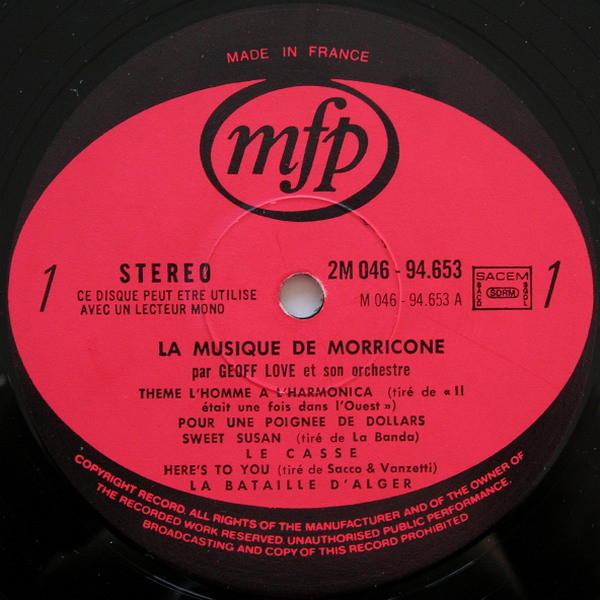 MADE IN FRANCE
mfp
1
STEREO
CE DISQUE PEUT ETRE UTILISE
AVEC UN LECTEUR MONO
2M 046 - 94.653
M 046 - 94.653 A
SACEM
SACD
SDRM
SGDL
1
LA MUSIQUE DE MORRICONE
par GEOFF LOVE et son orchestre
THEME L'HOMME A L'HARMONICA (tiré de « Il
était une fois dans l'Ouest »)
POUR UNE POIGNEE DE DOLLARS
SWEET SUSAN (tiré de La Banda)
LE CASSE
HERE'S TO YOU (tiré de Sacco & Vanzetti)
LA BATAILLE D'ALGER
COPYRIGHT RECORD. ALL RIGHTS OF THE MANUFACTURER AND OF THE OWNER OF
THE RECORDED WORK RESERVED UNAUTHORISED PUBLIC PERFORMANCE.
BROADCASTING AND COPY OF THIS RECORD PROHIBITED